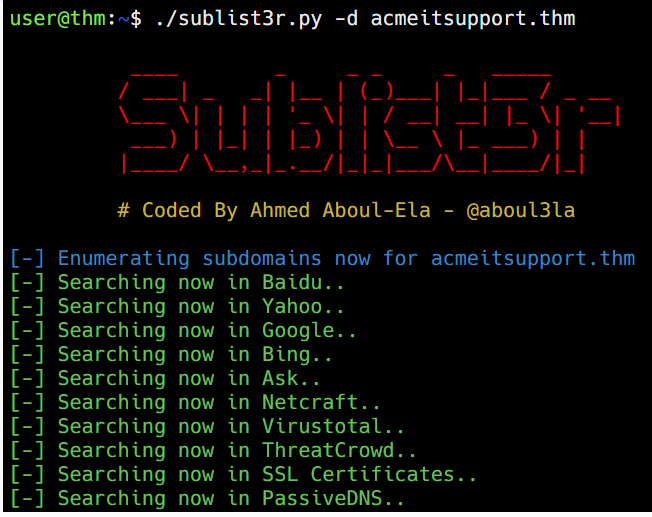 user@thm:~$ ./sublist3r.py -d acmeitsupport.thm
Sublist3r
# Coded By Ahmed Aboul-Ela - @aboul3la
[-] Enumerating subdomains now for acmeitsupport.thm
[-] Searching now in Baidu..
[-] Searching now in Yahoo..
[-] Searching now in Google..
[-] Searching now in Bing..
[-] Searching now in Ask..
[-] Searching now in Netcraft..
[-] Searching now in Virustotal..
[-] Searching now in ThreatCrowd..
[-] Searching now in SSL Certificates..
[-] Searching now in PassiveDNS..